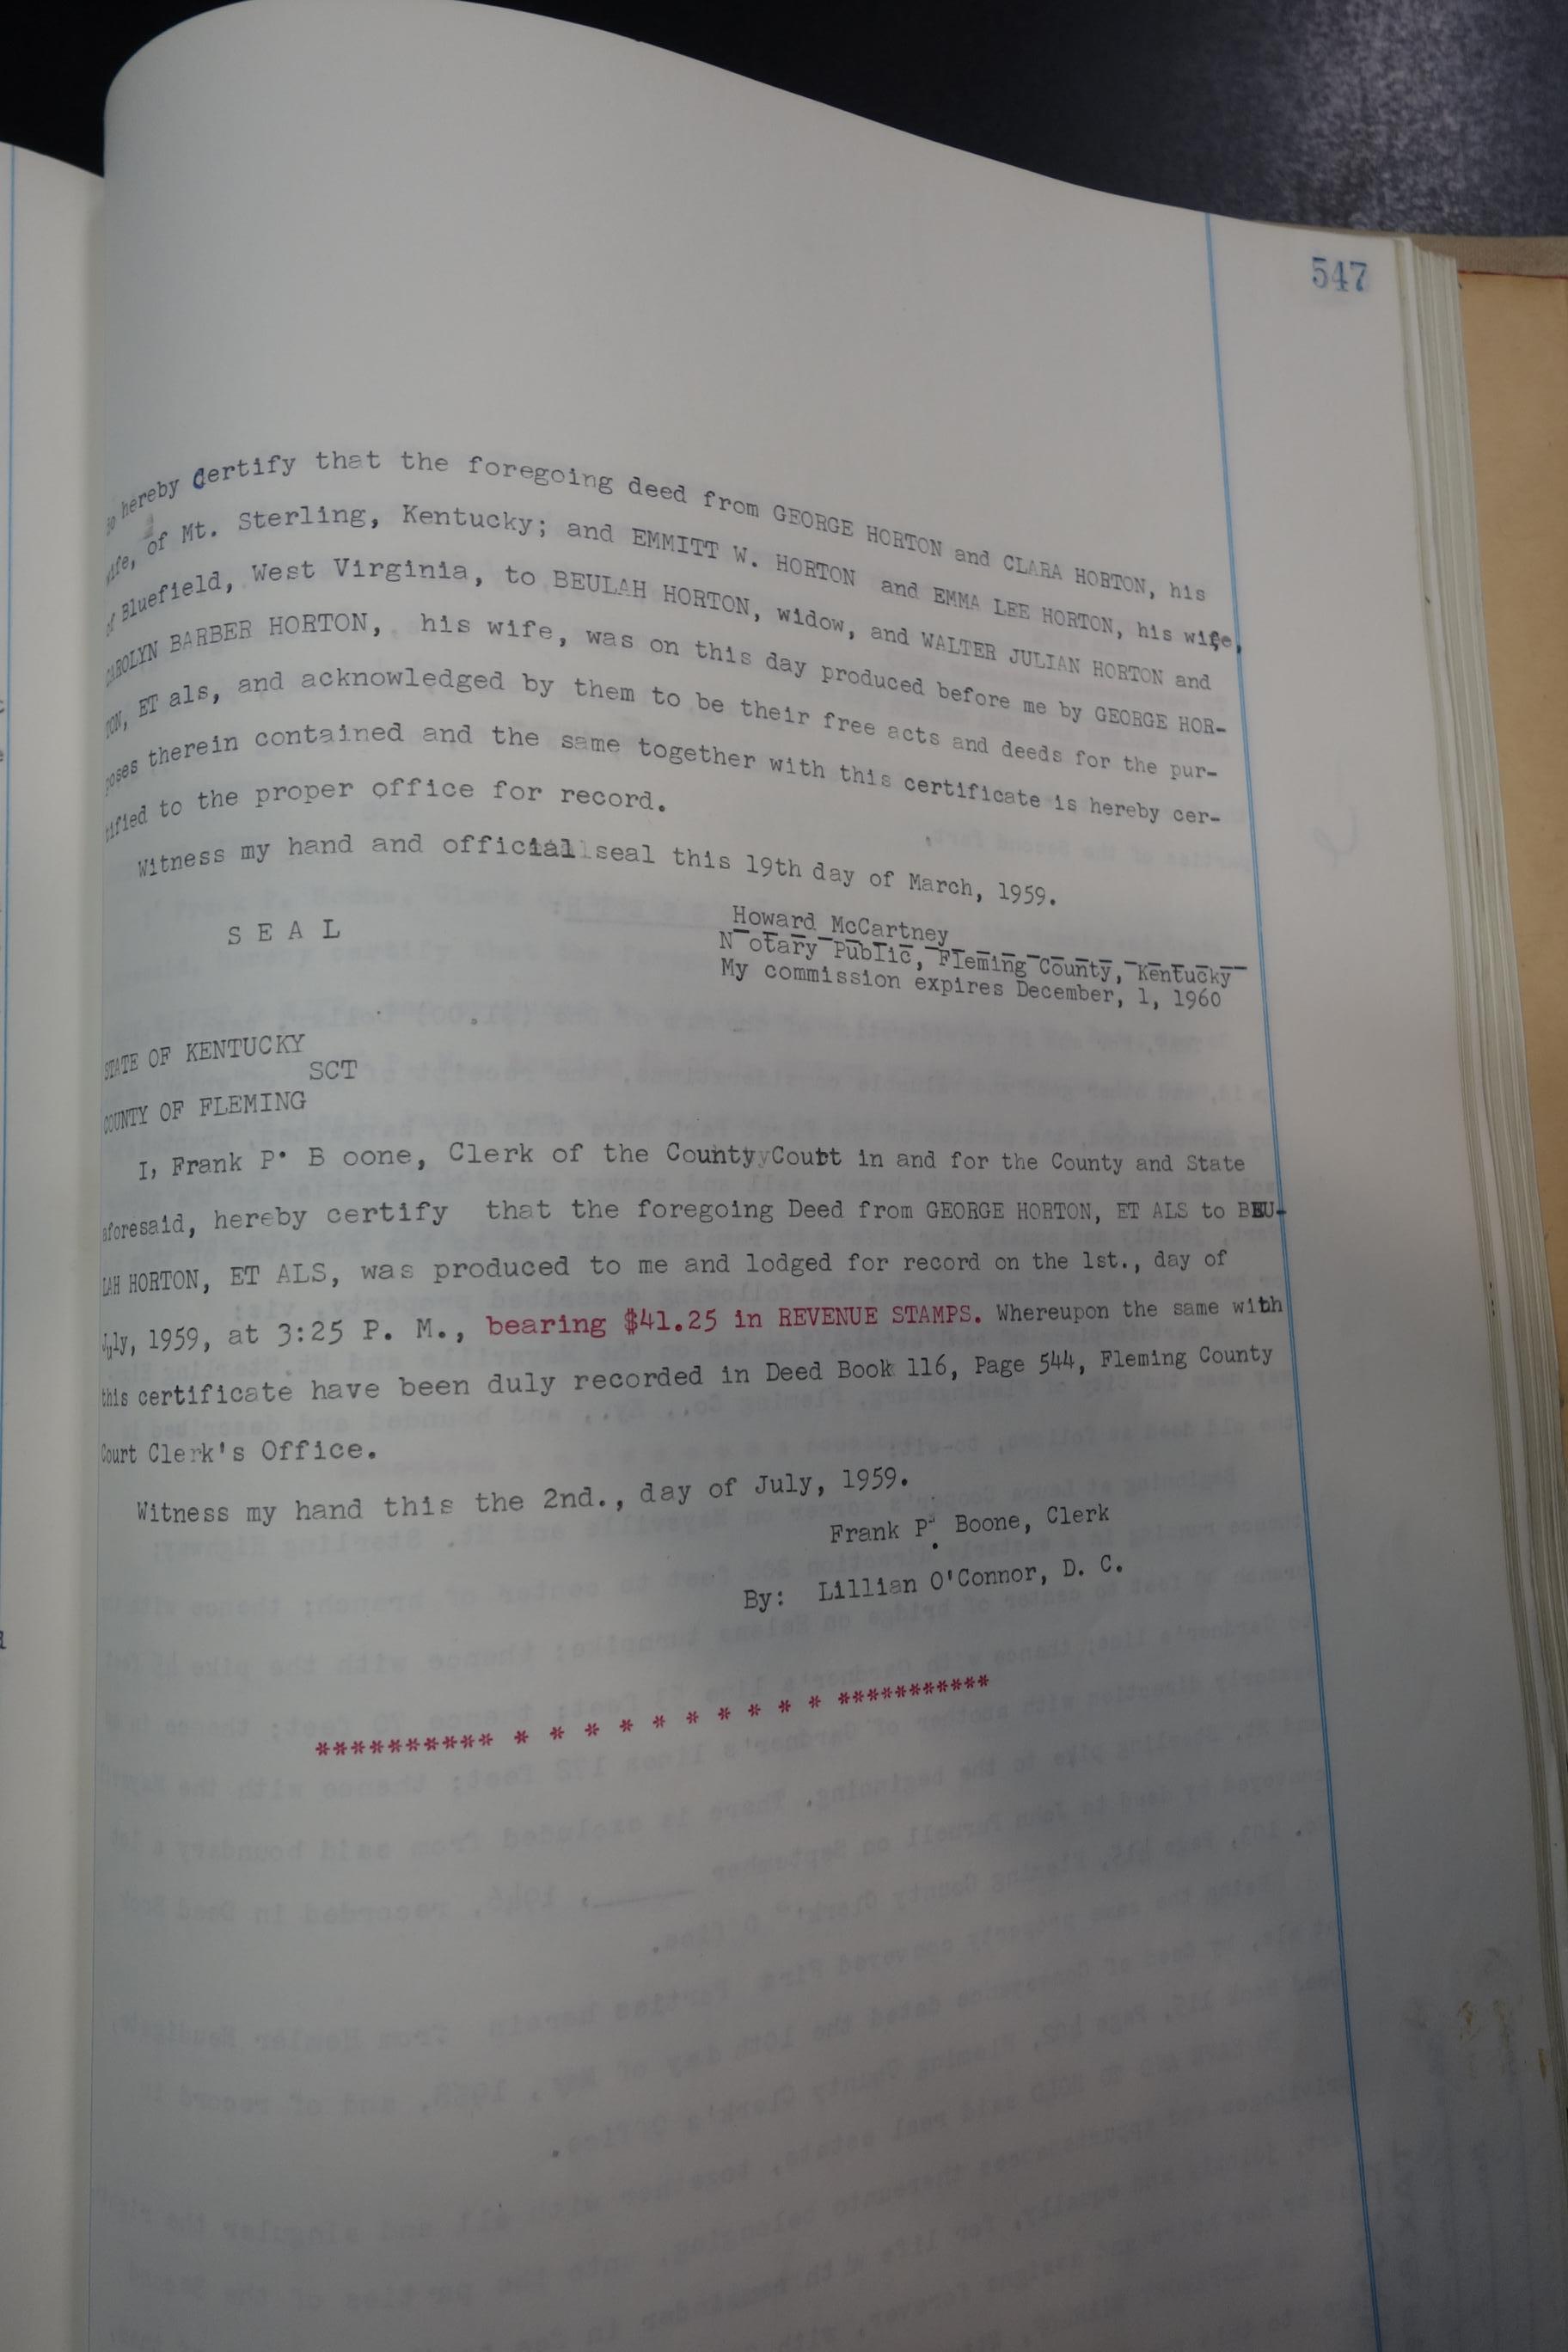 547
do hereby Certify that the foregoing deed from GEORGE HORTON and CLARA HORTON, his
wife, of Mt. Sterling, Kentucky; and EMMITT W. HORTON and EMMA LEE HORTON, his wife,
of Bluefield, West Virginia, to BEULAH HORTON, widow, and WALTER JULIAN HORTON and
CAROLYN BARBER HORTON, his wife, was on this day produced before me by GEORGE HOR-
TON, ET als, and acknowledged by them to be their free acts and deeds for the pur-
poses therein contained and the same together with this certificate is hereby cer-
tified to the proper office for record.
Witness my hand and official seal this 19th day of March, 1959.
Howard McCartney
S E A L
N otary Public, Fleming County, Kentucky
My commission expires December, 1, 1960
STATE OF KENTUCKY
SCT
COUNTY OF FLEMING
I, Frank P. B oone, Clerk of the County Court in and for the County and State
aforesaid, hereby certify that the foregoing Deed from GEORGE HORTON, ET ALS to BEU-
LAH HORTON, ET ALS, was produced to me and lodged for record on the 1st., day of
July, 1959, at 3:25 P. M., bearing $41.25 in REVENUE STAMPS. Whereupon the same with
this certificate have been duly recorded in Deed Book 116, Page 544, Fleming County
Court Clerk's Office.
Witness my hand this the 2nd., day of July, 1959.
Frank P. Boone, Clerk
By: Lillian O'Connor, D. C.
********** * * * * * * * * * ***********